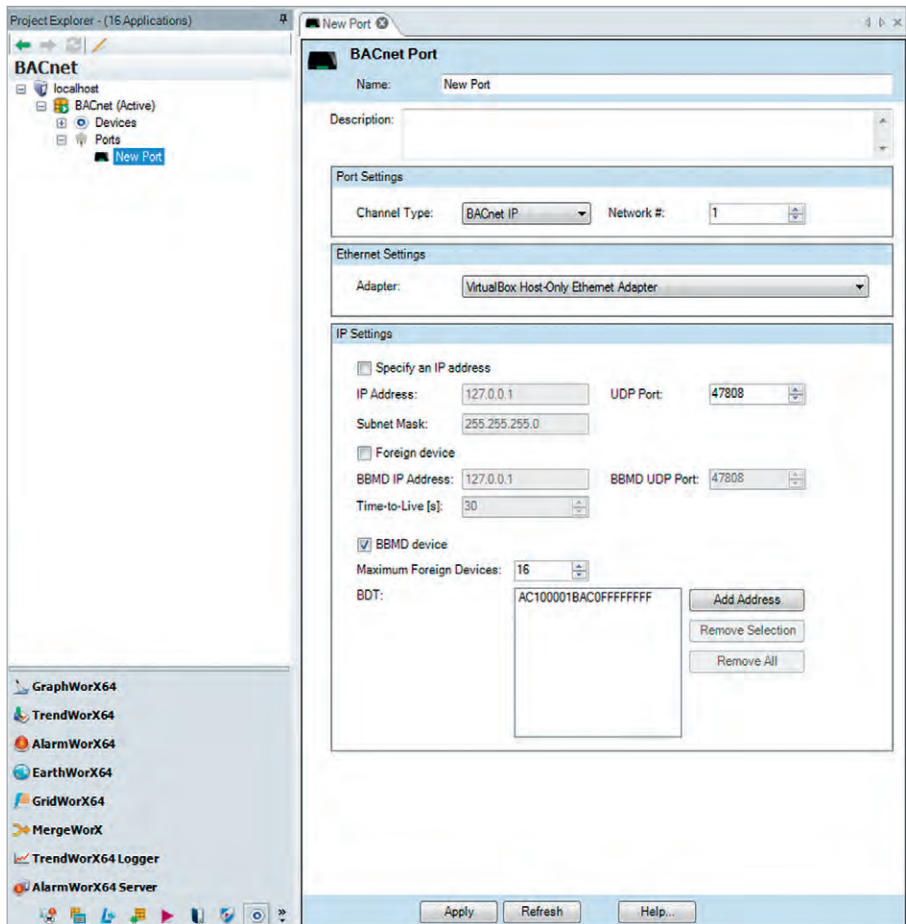 Project Explorer - (16 Applications)
BACnet
localhost
BACnet (Active)
Devices
Ports
New Port
GraphWorX64
TrendWorX64
AlarmWorX64
EarthWorX64
GridWorX64
MergeWorX
TrendWorX64 Logger
AlarmWorX64 Server
New Port
BACnet Port
Name: New Port
Description:
Port Settings
Channel Type: BACnet IP Network #: 1
Ethernet Settings
Adapter: VirtualBox Host-Only Ethernet Adapter
IP Settings
Specify an IP address
IP Address: 127.0.0.1 UDP Port: 47808
Subnet Mask: 255.255.255.0
Foreign device
BBMD IP Address: 127.0.0.1 BBMD UDP Port: 47808
Time-to-Live [s]: 30
BBMD device
Maximum Foreign Devices: 16
BDT: AC100001BAC0FFFFFFFF Add Address
Remove Selection
Remove All
Apply Refresh Help...